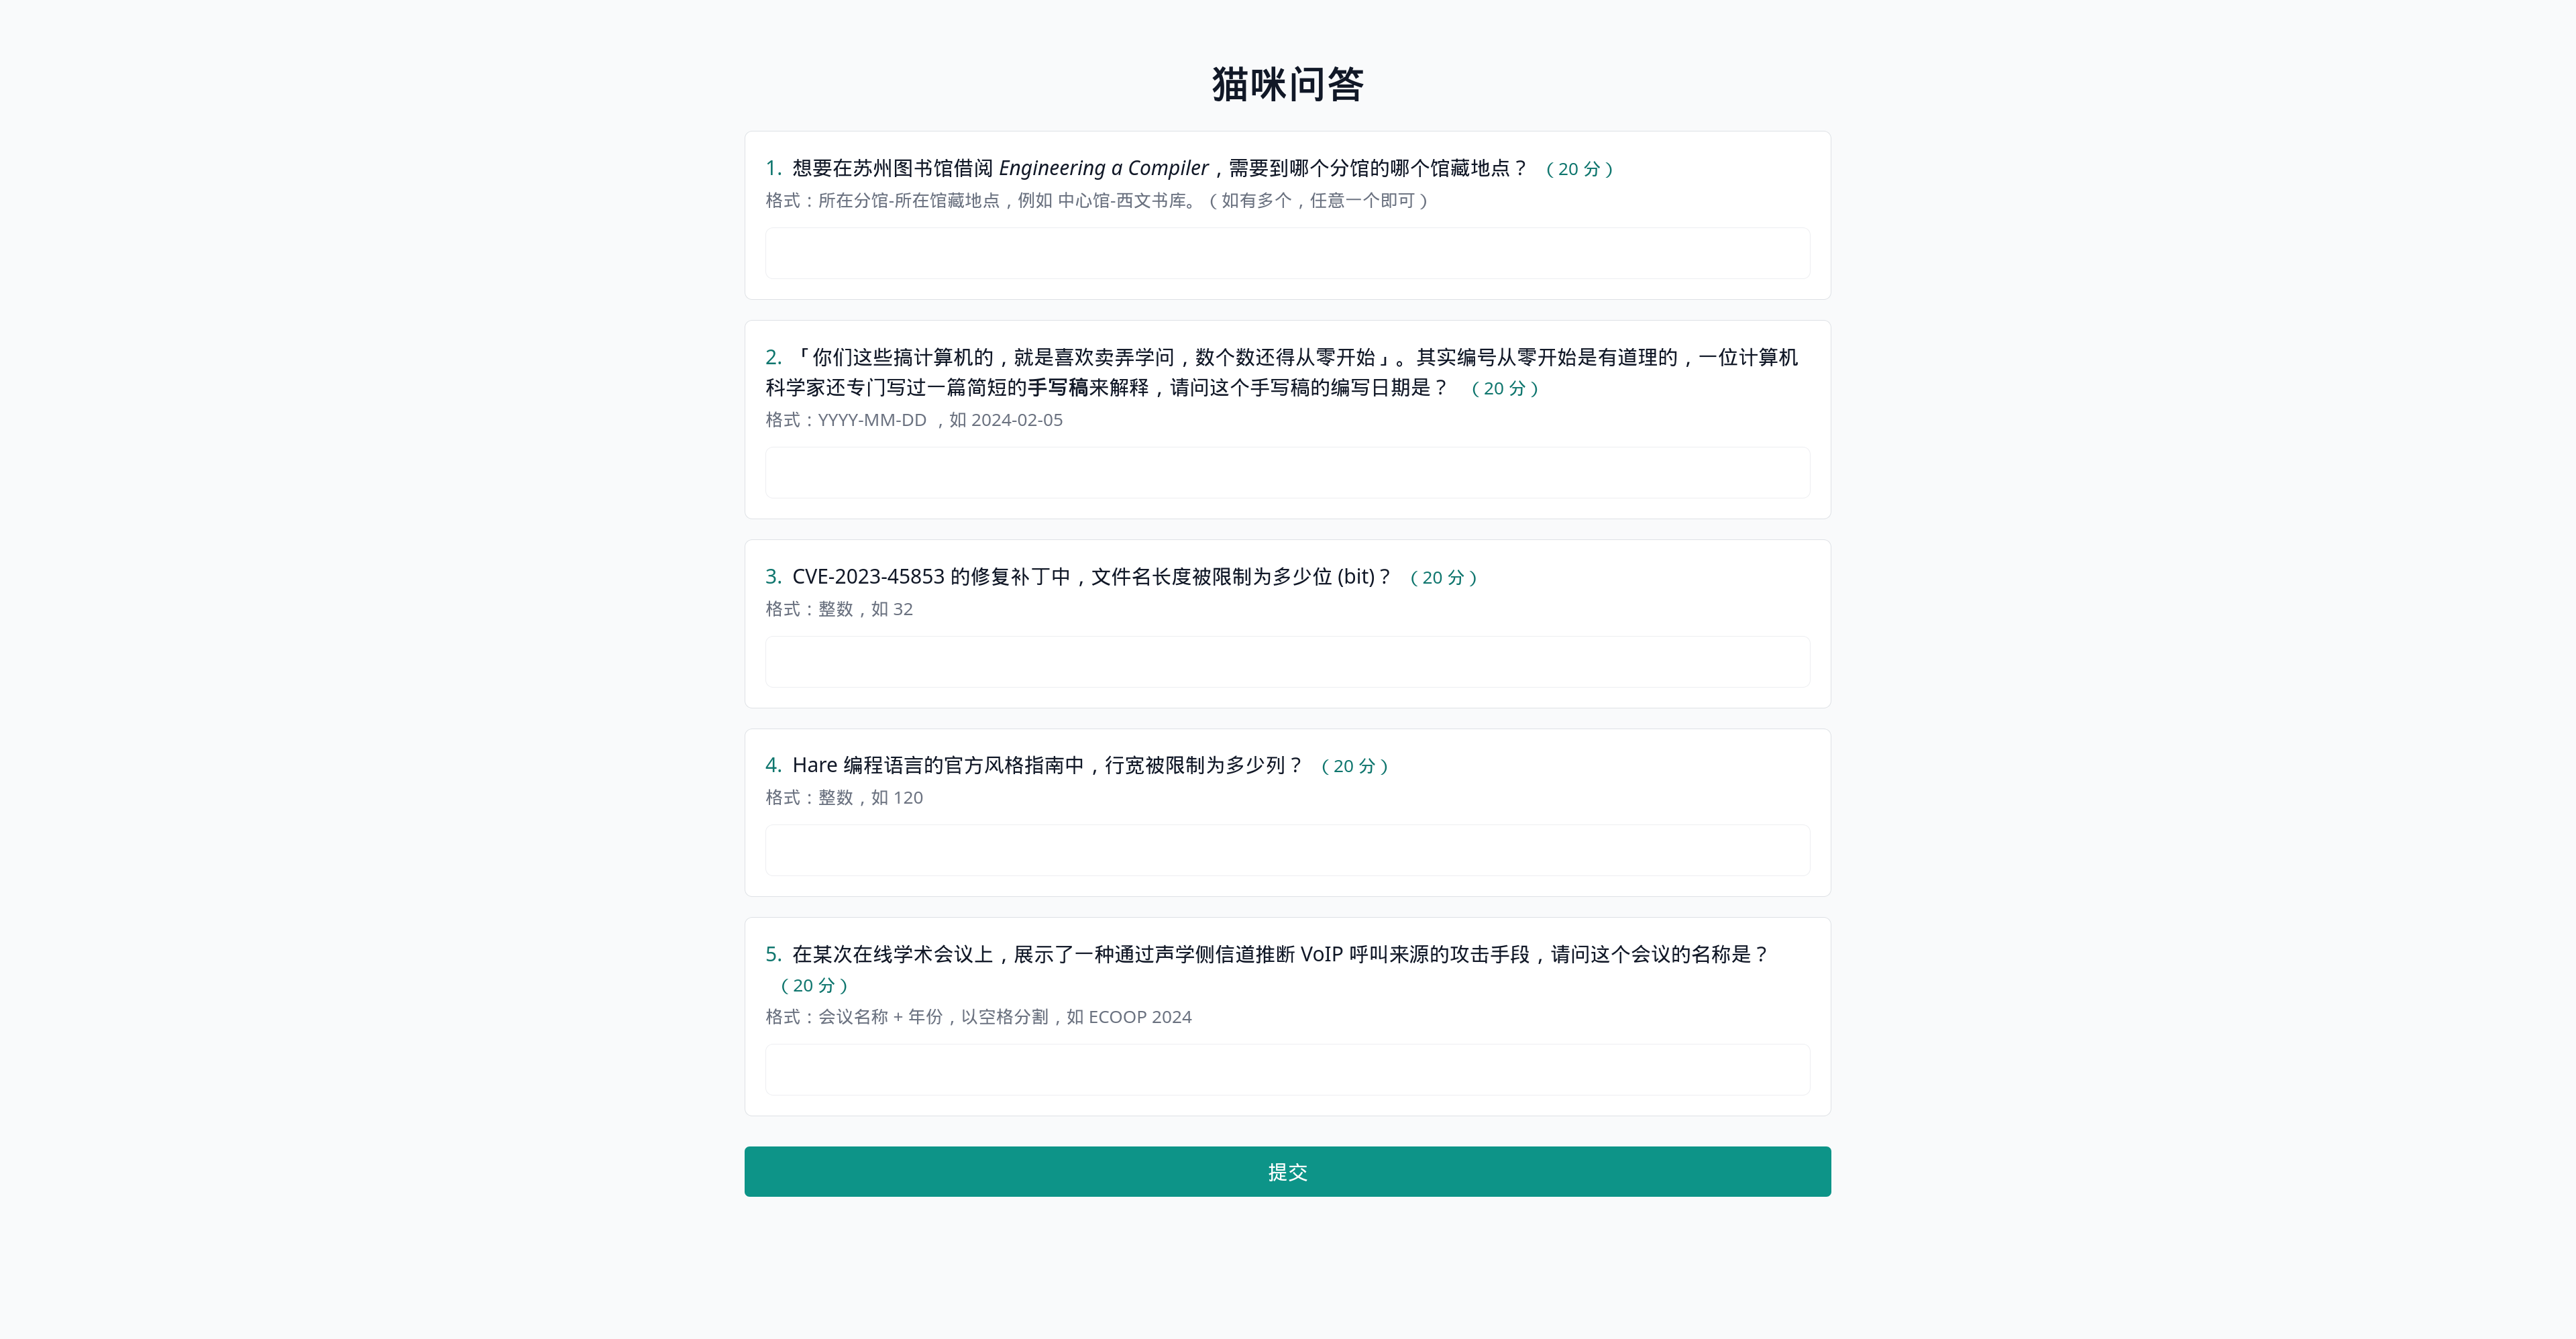 猫咪问答
1. 想要在苏州图书馆借阅 Engineering a Compiler，需要到哪个分馆的哪个馆藏地点？ （20 分）
格式：所在分馆-所在馆藏地点，例如 中心馆-西文书库。（如有多个，任意一个即可）
2. 「你们这些搞计算机的，就是喜欢卖弄学问，数个数还得从零开始」。其实编号从零开始是有道理的，一位计算机
科学家还专门写过一篇简短的手写稿来解释，请问这个手写稿的编写日期是？ （20 分）
格式：YYYY-MM-DD ，如 2024-02-05
3. CVE-2023-45853 的修复补丁中，文件名长度被限制为多少位 (bit)？ （20 分）
格式：整数，如 32
4. Hare 编程语言的官方风格指南中，行宽被限制为多少列？ （20 分）
格式：整数，如 120
5. 在某次在线学术会议上，展示了一种通过声学侧信道推断 VoIP 呼叫来源的攻击手段，请问这个会议的名称是？
（20 分）
格式：会议名称 + 年份，以空格分割，如 ECOOP 2024
提交